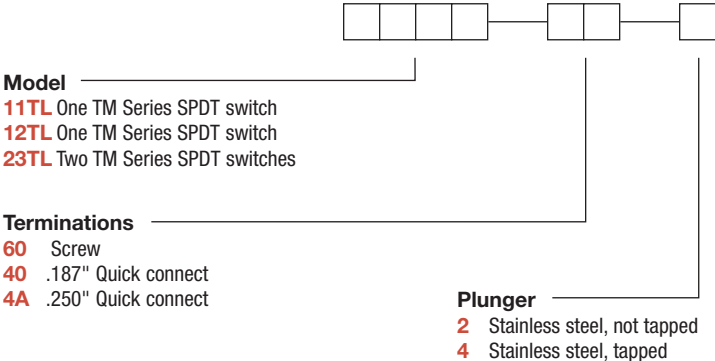 Model
11TL One TM Series SPDT switch
12TL One TM Series SPDT switch
23TL Two TM Series SPDT switches
Terminations
60 Screw
40 .187" Quick connect
4A .250" Quick connect
Plunger
2 Stainless steel, not tapped
4 Stainless steel, tapped